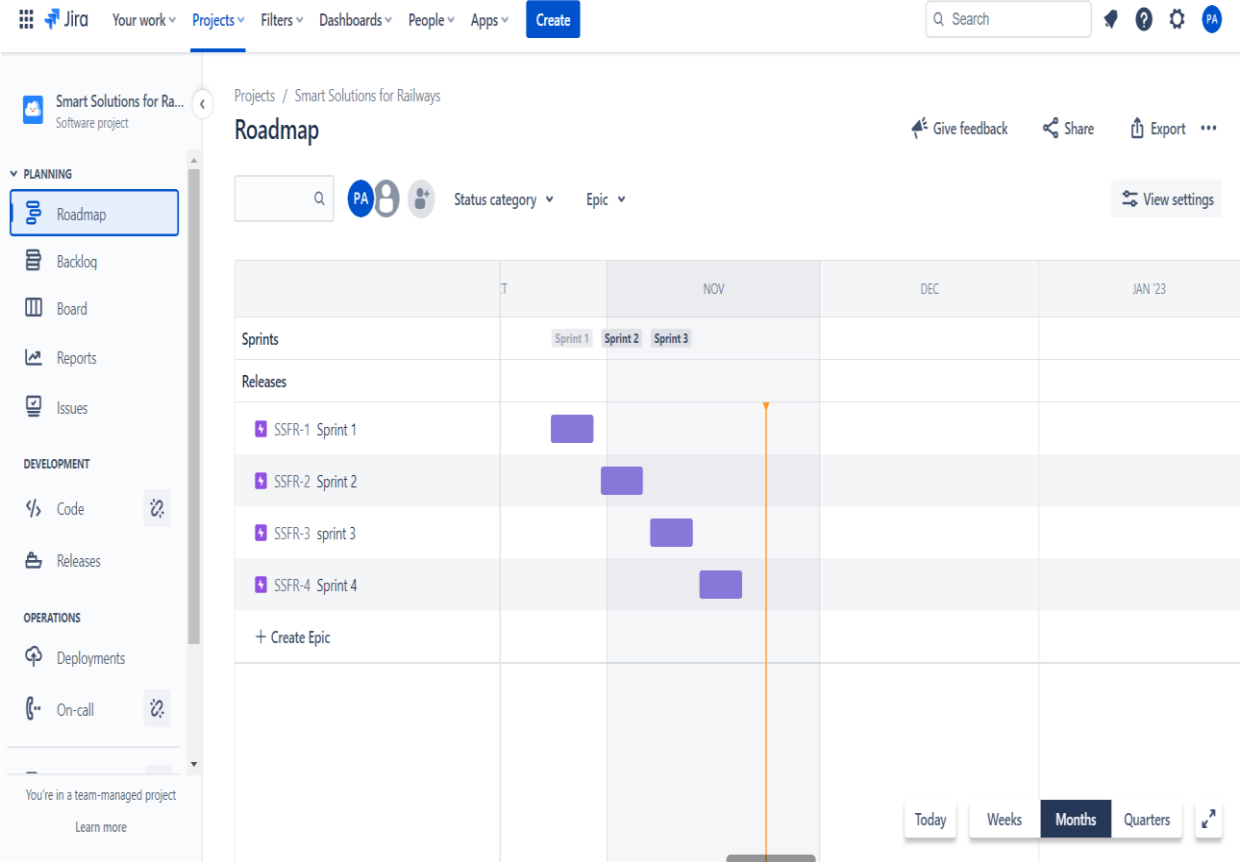 Jira Your work Projects Filters Dashboards People Apps Create Search PA
Smart Solutions for Ra...
Software project
PLANNING
Roadmap
Backlog
Board
Reports
Issues
DEVELOPMENT
Code
Releases
OPERATIONS
Deployments
On-call
You're in a team-managed project
Learn more
Projects / Smart Solutions for Railways
Roadmap
Give feedback Share Export
PA Status category Epic View settings
NOV DEC JAN '23
Sprints Sprint 1 Sprint 2 Sprint 3
Releases
SSFR-1 Sprint 1
SSFR-2 Sprint 2
SSFR-3 sprint 3
SSFR-4 Sprint 4
+ Create Epic
Today Weeks Months Quarters